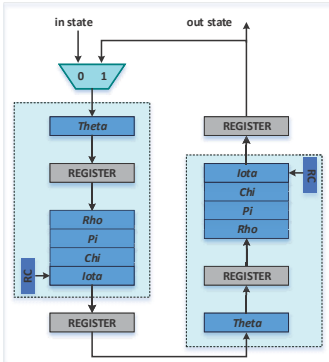 in state
out state
0 1
Theta
REGISTER
Rho
Pi
Chi
Iota
RC
REGISTER
REGISTER
Iota
Chi
Pi
Rho
RC
REGISTER
Theta